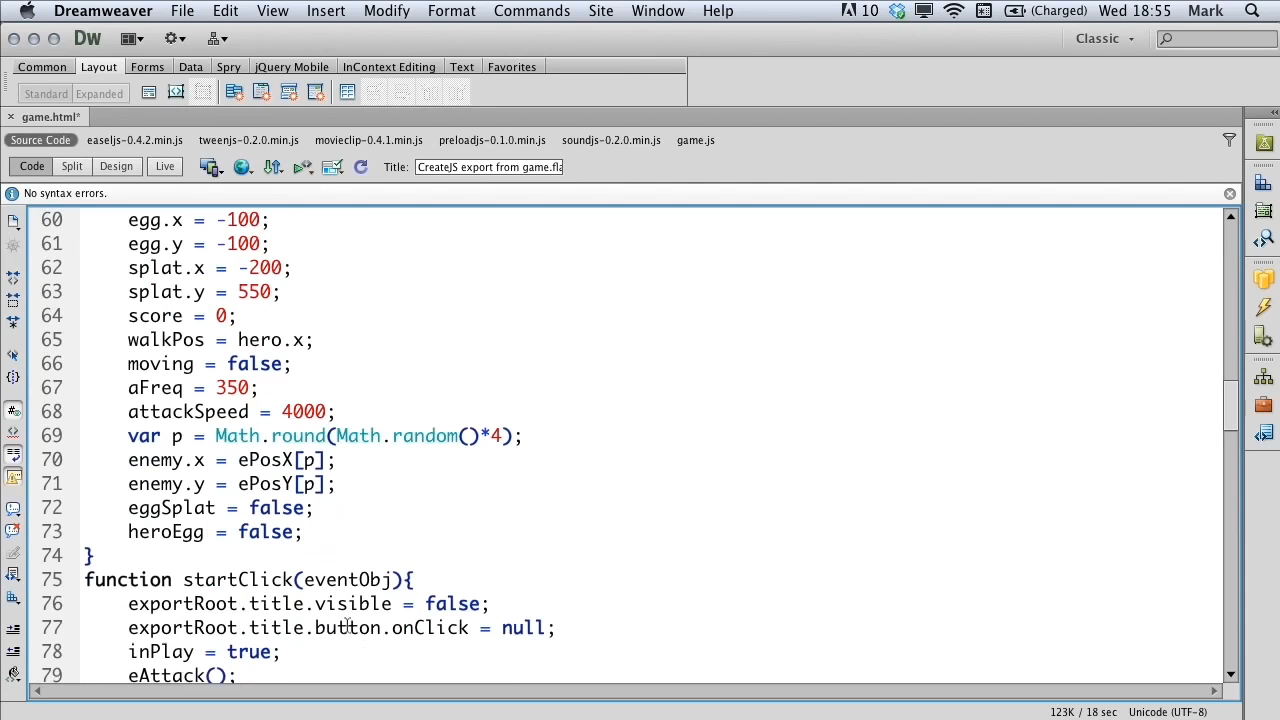 Dreamweaver File Edit View Insert Modify Format Commands Site Window Help 10 (Charged) Wed 18:55 Mark
Dw Classic
Common Layout Forms Data Spry jQuery Mobile InContext Editing Text Favorites
Standard Expanded
game.html*
Source Code easeljs-0.4.2.min.js tweenjs-0.2.0.min.js movieclip-0.4.1.min.js preloadjs-0.1.0.min.js soundjs-0.2.0.min.js game.js
Code Split Design Live Title: CreateJS export from game.fla
No syntax errors.
60 egg.x = -100;
61 egg.y = -100;
62 splat.x = -200;
63 splat.y = 550;
64 score = 0;
65 walkPos = hero.x;
66 moving = false;
67 aFreq = 350;
68 attackSpeed = 4000;
69 var p = Math.round(Math.random()*4);
70 enemy.x = ePosX[p];
71 enemy.y = ePosY[p];
72 eggSplat = false;
73 heroEgg = false;
74 }
75 function startClick(eventObj){
76 exportRoot.title.visible = false;
77 exportRoot.title.button.onClick = null;
78 inPlay = true;
79 eAttack();
123K / 18 sec Unicode (UTF-8)